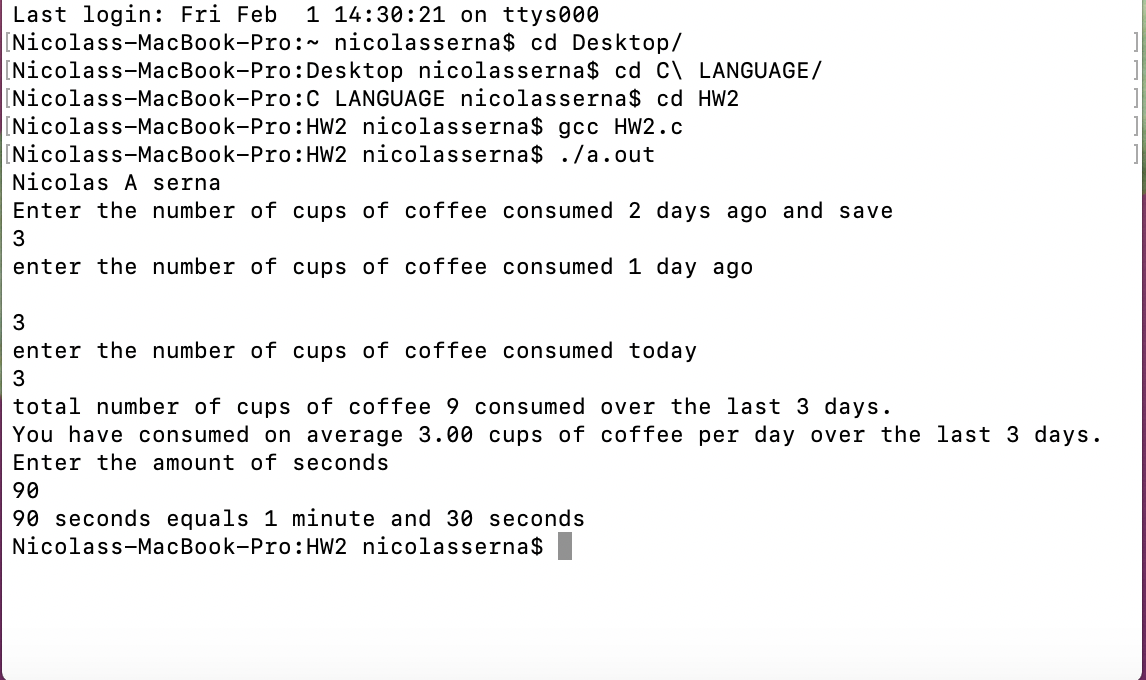 Last login: Fri Feb  1 14:30:21 on ttys000
[Nicolass-MacBook-Pro:~ nicolasserna$ cd Desktop/ ]
[Nicolass-MacBook-Pro:Desktop nicolasserna$ cd C\ LANGUAGE/ ]
[Nicolass-MacBook-Pro:C LANGUAGE nicolasserna$ cd HW2 ]
[Nicolass-MacBook-Pro:HW2 nicolasserna$ gcc HW2.c ]
[Nicolass-MacBook-Pro:HW2 nicolasserna$ ./a.out ]
Nicolas A serna
Enter the number of cups of coffee consumed 2 days ago and save
3
enter the number of cups of coffee consumed 1 day ago
3
enter the number of cups of coffee consumed today
3
total number of cups of coffee 9 consumed over the last 3 days.
You have consumed on average 3.00 cups of coffee per day over the last 3 days.
Enter the amount of seconds
90
90 seconds equals 1 minute and 30 seconds
Nicolass-MacBook-Pro:HW2 nicolasserna$